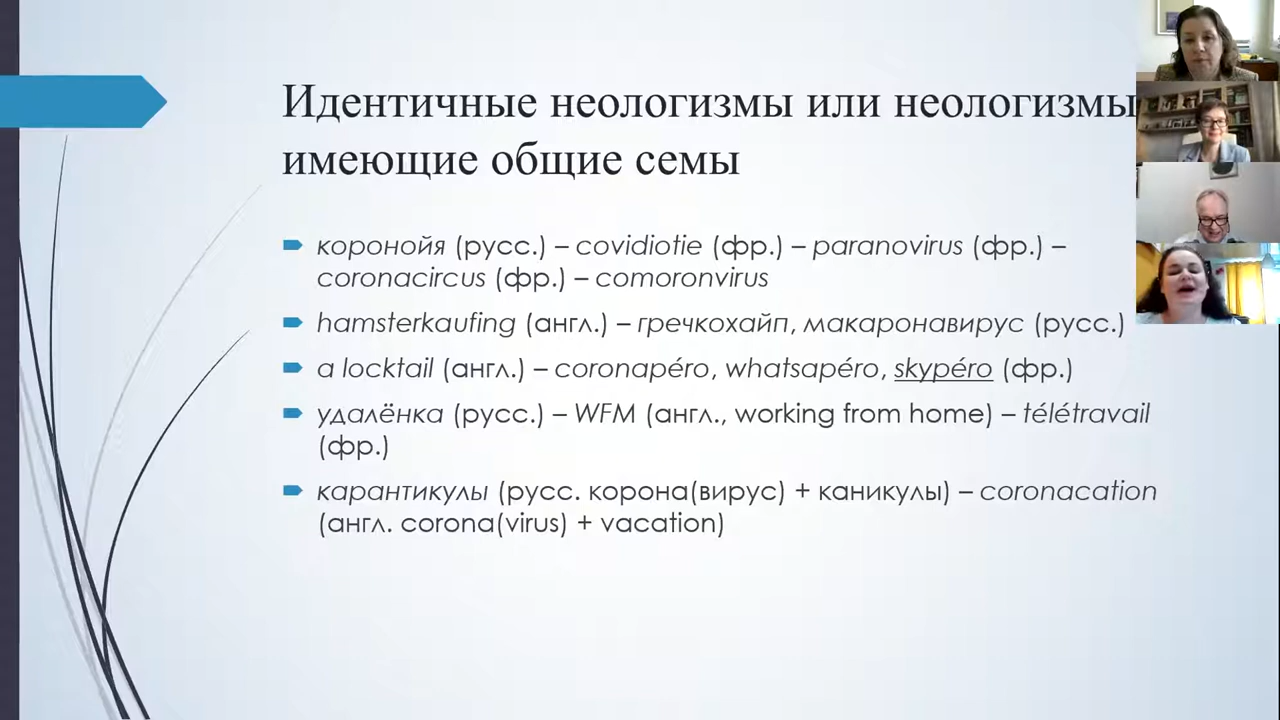 Идентичные неологизмы или неологизмы
имеющие общие семы
коронойя (русс.) – covidiotie (фр.) – paranovirus (фр.) –
coronacircus (фр.) – comoronvirus
hamsterkaufing (англ.) – гречкохайп, макаронавирус (русс.)
a locktail (англ.) – coronapéro, whatsapéro, skypéro (фр.)
удалёнка (русс.) – WFM (англ., working from home) – télétravail
(фр.)
карантикулы (русс. корона(вирус) + каникулы) – coronacation
(англ. corona(virus) + vacation)